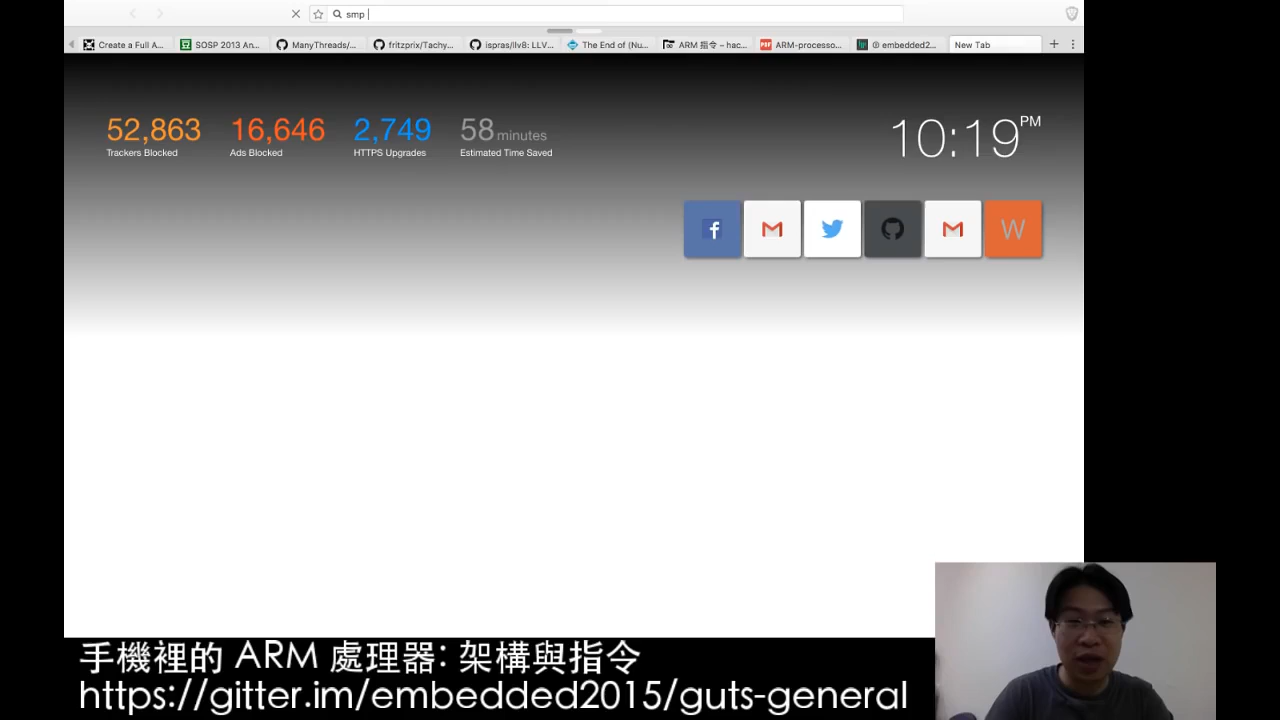 smp
Create a Full A...
SOSP 2013 An...
ManyThreads/...
fritzprix/Tachy...
ispras/llv8: LLV...
The End of (Nu...
ARM 指令 – hac...
ARM-processo...
embedded2...
New Tab
52,863
Trackers Blocked
16,646
Ads Blocked
2,749
HTTPS Upgrades
58 minutes
Estimated Time Saved
10:19 PM
W
手機裡的 ARM 處理器: 架構與指令
https://gitter.im/embedded2015/guts-general